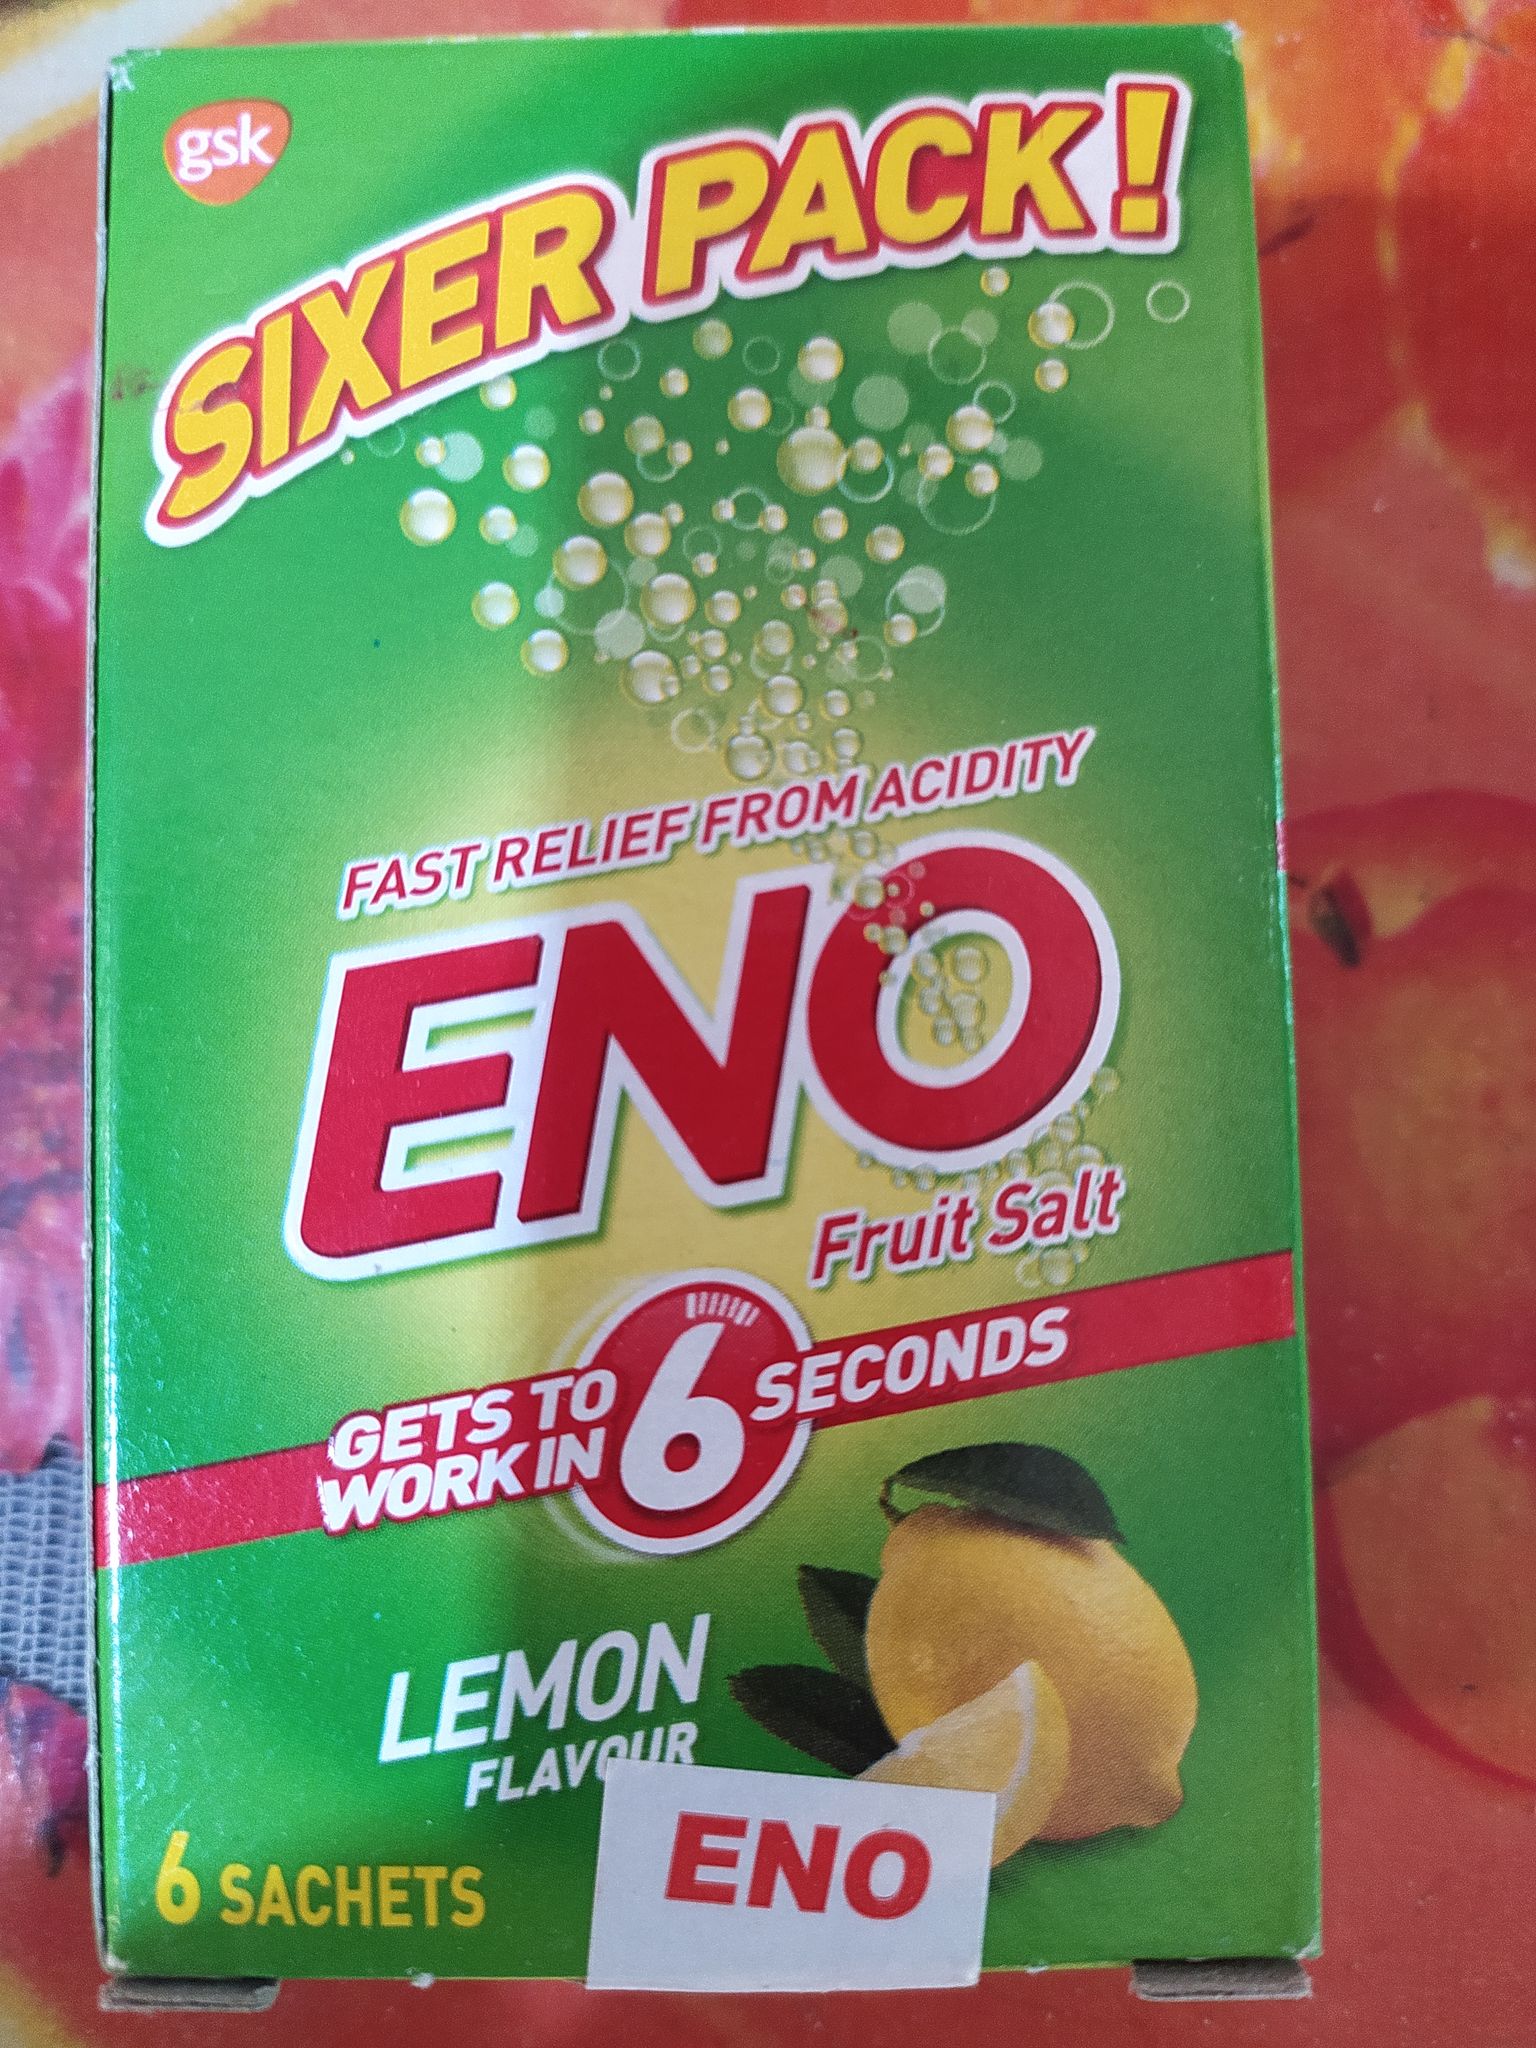 gsk
SIXER PACK!
FAST RELIEF FROM ACIDITY
ENO
Fruit Salt
GETS TO
WORK IN 6 SECONDS
LEMON
FLAVOUR
6 SACHETS
ENO